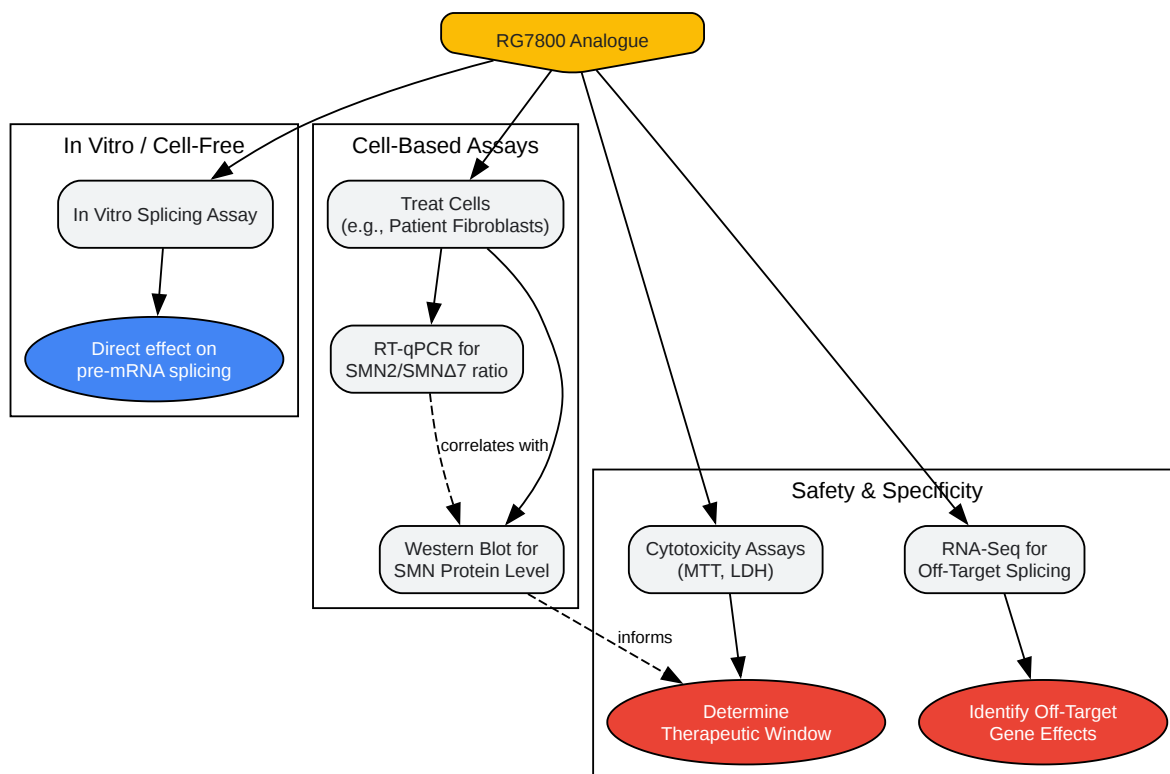 RG7800 Analogue
In Vitro / Cell-Free
In Vitro Splicing Assay
Direct effect on
pre-mRNA splicing
Cell-Based Assays
Treat Cells
(e.g., Patient Fibroblasts)
RT-qPCR for
SMN2/SMNΔ7 ratio
correlates with
Western Blot for
SMN Protein Level
informs
Safety & Specificity
Cytotoxicity Assays
(MTT, LDH)
RNA-Seq for
Off-Target Splicing
Determine
Therapeutic Window
Identify Off-Target
Gene Effects